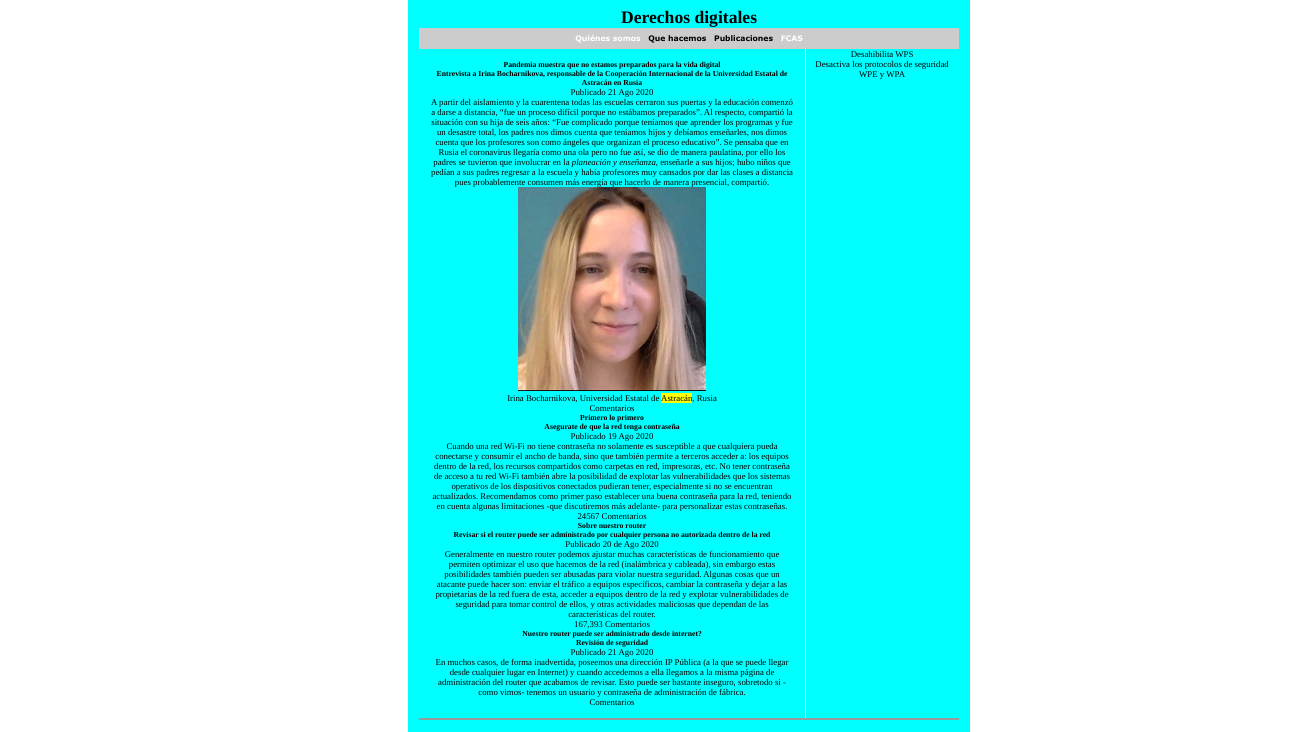 Derechos digitales
Quiénes somos Que hacemos Publicaciones FCAS
Pandemia muestra que no estamos preparados para la vida digital
Entrevista a Irina Bocharnikova, responsable de la Cooperación Internacional de la Universidad Estatal de
Astracán en Rusia
Publicado 21 Ago 2020
A partir del aislamiento y la cuarentena todas las escuelas cerraron sus puertas y la educación comenzó
a darse a distancia, “fue un proceso difícil porque no estábamos preparados”. Al respecto, compartió la
situación con su hija de seis años: “Fue complicado porque teníamos que aprender los programas y fue
un desastre total, los padres nos dimos cuenta que teníamos hijos y debíamos enseñarles, nos dimos
cuenta que los profesores son como ángeles que organizan el proceso educativo”. Se pensaba que en
Rusia el coronavirus llegaría como una ola pero no fue así, se dio de manera paulatina, por ello los
padres se tuvieron que involucrar en la planeación y enseñanza, enseñarle a sus hijos; hubo niños que
pedían a sus padres regresar a la escuela y había profesores muy cansados por dar las clases a distancia
pues probablemente consumen más energía que hacerlo de manera presencial, compartió.
Irina Bocharnikova, Universidad Estatal de Astracán, Rusia
Comentarios
Primero lo primero
Asegurate de que la red tenga contraseña
Publicado 19 Ago 2020
Cuando una red Wi-Fi no tiene contraseña no solamente es susceptible a que cualquiera pueda
conectarse y consumir el ancho de banda, sino que también permite a terceros acceder a: los equipos
dentro de la red, los recursos compartidos como carpetas en red, impresoras, etc. No tener contraseña
de acceso a tu red Wi-Fi también abre la posibilidad de explotar las vulnerabilidades que los sistemas
operativos de los dispositivos conectados pudieran tener, especialmente si no se encuentran
actualizados. Recomendamos como primer paso establecer una buena contraseña para la red, teniendo
en cuenta algunas limitaciones -que discutiremos más adelante- para personalizar estas contraseñas.
24567 Comentarios
Sobre nuestro router
Revisar si el router puede ser administrado por cualquier persona no autorizada dentro de la red
Publicado 20 de Ago 2020
Generalmente en nuestro router podemos ajustar muchas características de funcionamiento que
permiten optimizar el uso que hacemos de la red (inalámbrica y cableada), sin embargo estas
posibilidades también pueden ser abusadas para violar nuestra seguridad. Algunas cosas que un
atacante puede hacer son: enviar el tráfico a equipos específicos, cambiar la contraseña y dejar a las
propietarias de la red fuera de esta, acceder a equipos dentro de la red y explotar vulnerabilidades de
seguridad para tomar control de ellos, y otras actividades maliciosas que dependan de las
características del router.
167,393 Comentarios
Nuestro router puede ser administrado desde internet?
Revisión de seguridad
Publicado 21 Ago 2020
En muchos casos, de forma inadvertida, poseemos una dirección IP Pública (a la que se puede llegar
desde cualquier lugar en Internet) y cuando accedemos a ella llegamos a la misma página de
administración del router que acabamos de revisar. Esto puede ser bastante inseguro, sobretodo si -
como vimos- tenemos un usuario y contraseña de administración de fábrica.
Comentarios
Desahibilita WPS
Desactiva los protocolos de seguridad
WPE y WPA